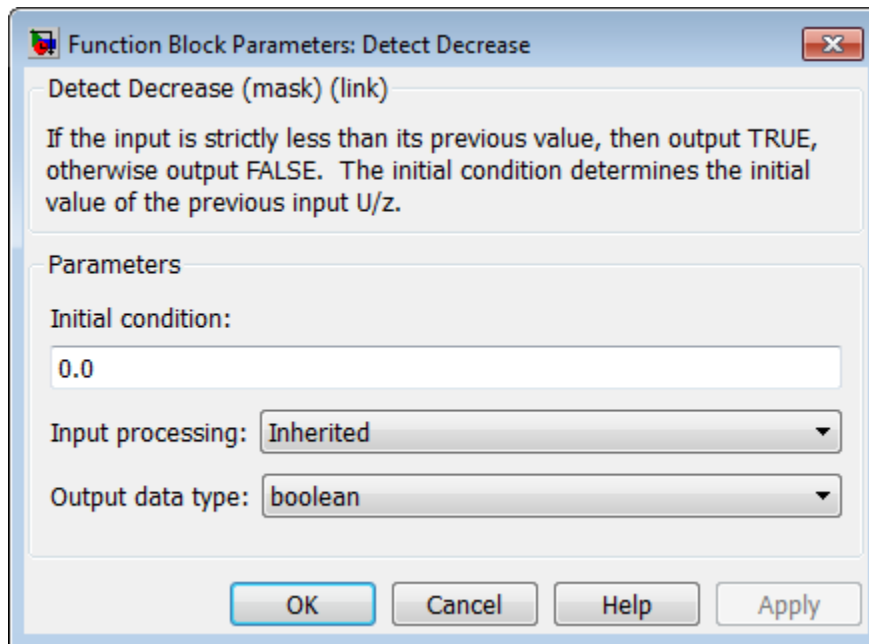 Function Block Parameters: Detect Decrease
Detect Decrease (mask) (link)
If the input is strictly less than its previous value, then output TRUE,
otherwise output FALSE.  The initial condition determines the initial
value of the previous input U/z.
Parameters
Initial condition:
0.0
Input processing: Inherited
Output data type: boolean
OK Cancel Help Apply